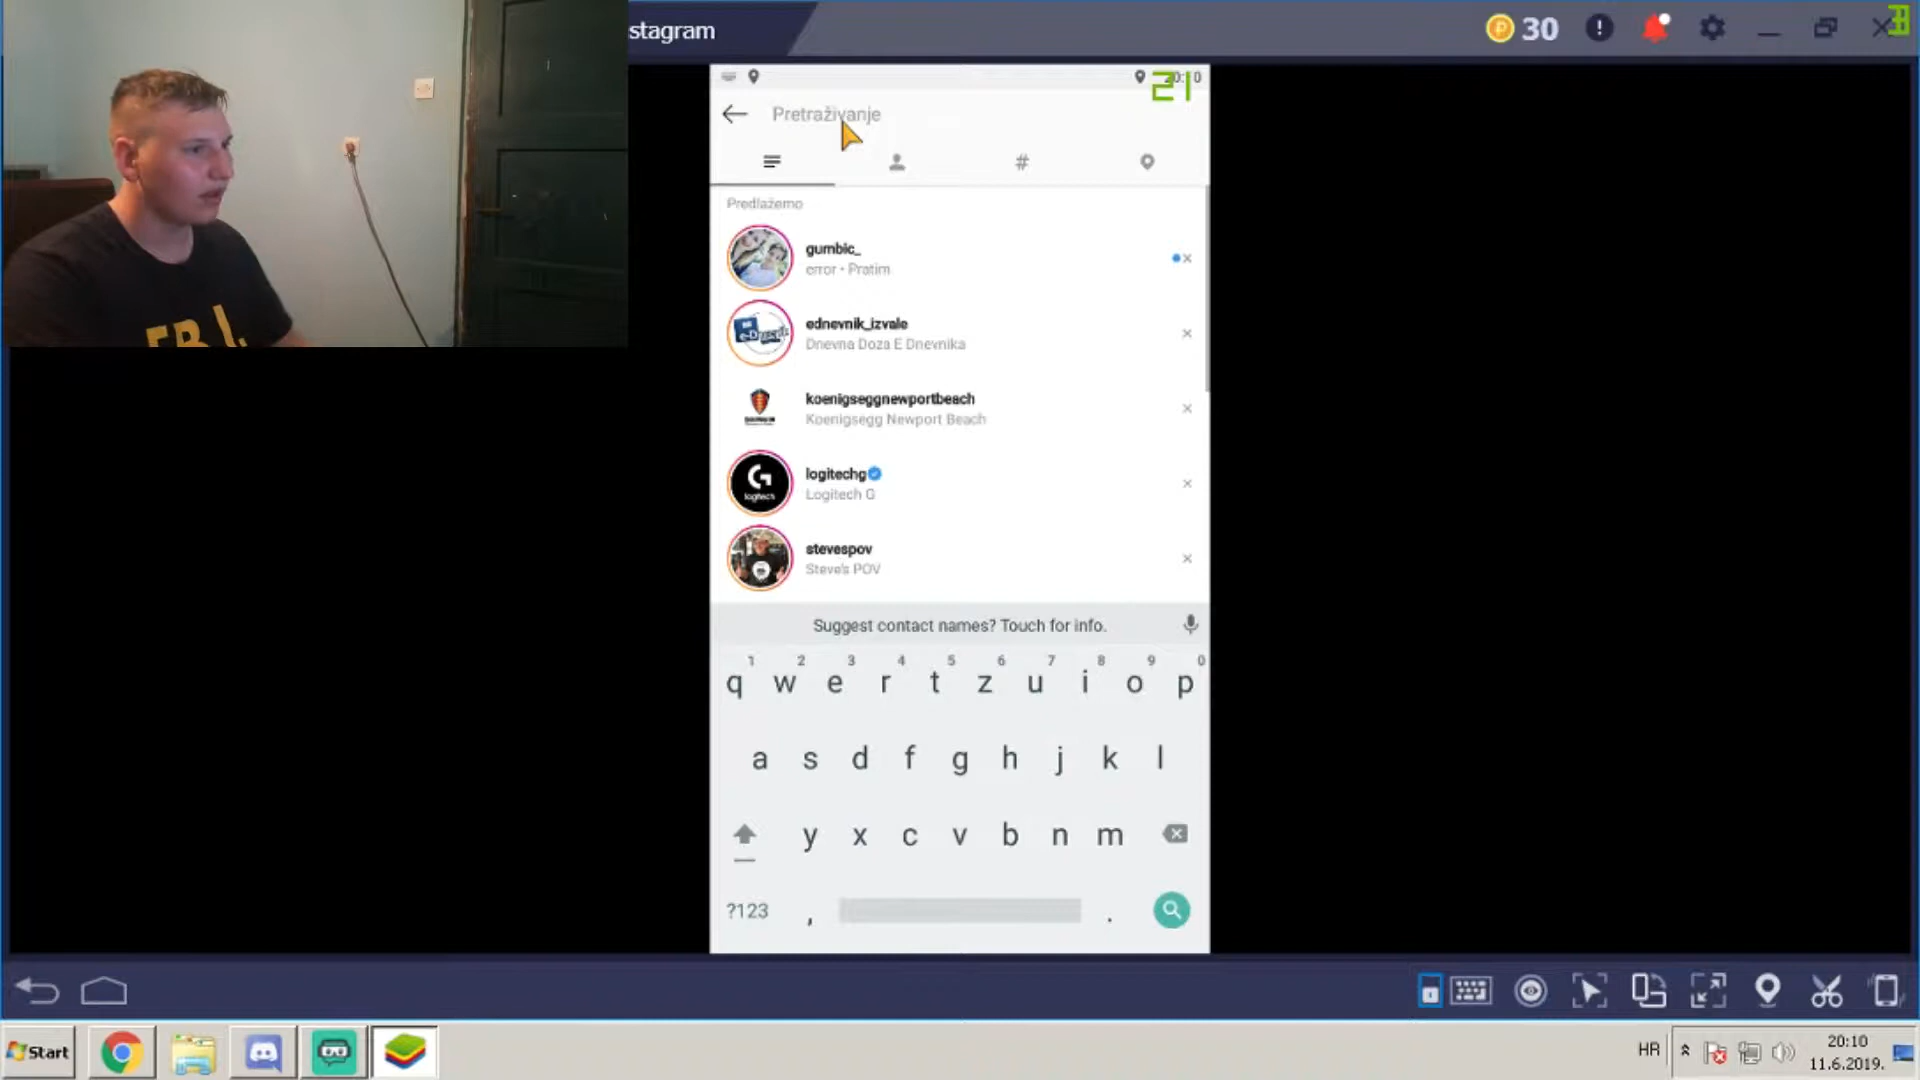 stagram
30
21
Pretraživanje
#
Predlažemo
gumbic_
error • Pratim
ednevnik_izvale
Dnevna Doza E Dnevnika
koenigseggnewportbeach
Koenigsegg Newport Beach
logitechg
Logitech G
logitech
stevespov
Steve's POV
Suggest contact names? Touch for info.
1 2 3 4 5 6 7 8 9 0
q w e r t z u i o p
a s d f g h j k l
y x c v b n m
?123 , .
Start
HR
20:10
11.6.2019.